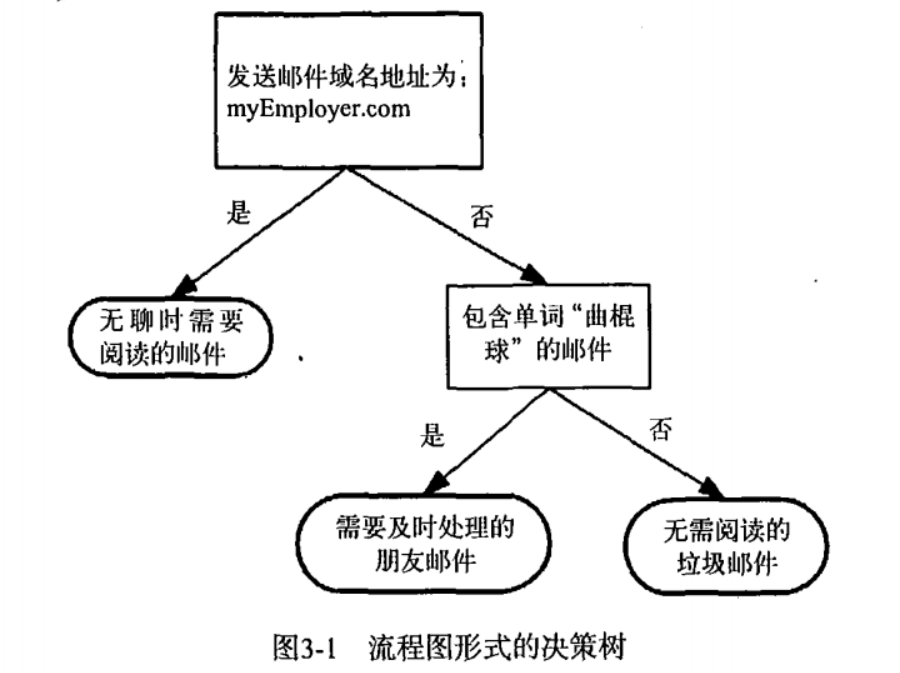 发送邮件域名地址为：
myEmployer.com
是
否
无聊时需要
阅读的邮件
包含单词“曲棍
球”的邮件
是
否
需要及时处理的
朋友邮件
无需阅读的
垃圾邮件
图3-1 流程图形式的决策树